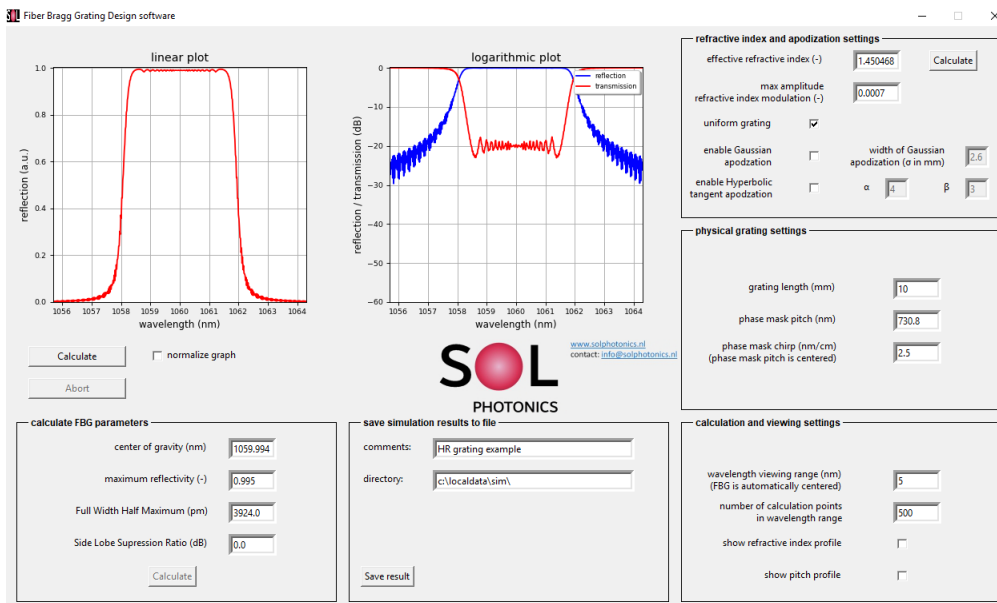 Fiber Bragg Grating Design software
linear plot
1.0
0.8
0.6
0.4
0.2
0.0
reflection (a.u.)
1056 1057 1058 1059 1060 1061 1062 1063 1064
wavelength (nm)
logarithmic plot
0
−10
−20
−30
−40
−50
−60
reflection / transmission (dB)
reflection
transmission
1056 1057 1058 1059 1060 1061 1062 1063 1064
wavelength (nm)
Calculate
normalize graph
Abort
SOL
PHOTONICS
www.solphotonics.nl
contact: info@solphotonics.nl
refractive index and apodization settings
effective refractive index (-) 1.450468 Calculate
max amplitude
refractive index modulation (-) 0.0007
uniform grating
enable Gaussian
apodzation
width of Gaussian
apodization (σ in mm) 2.6
enable Hyperbolic
tangent apodzation
α 4 β 3
physical grating settings
grating length (mm) 10
phase mask pitch (nm) 730.8
phase mask chirp (nm/cm)
(phase mask pitch is centered) 2.5
calculate FBG parameters
center of gravity (nm) 1059.994
maximum reflectivity (-) 0.995
Full Width Half Maximum (pm) 3924.0
Side Lobe Supression Ratio (dB) 0.0
Calculate
save simulation results to file
comments: HR grating example
directory: c:\localdata\sim\
Save result
calculation and viewing settings
wavelength viewing range (nm)
(FBG is automatically centered) 5
number of calculation points
in wavelength range 500
show refractive index profile
show pitch profile